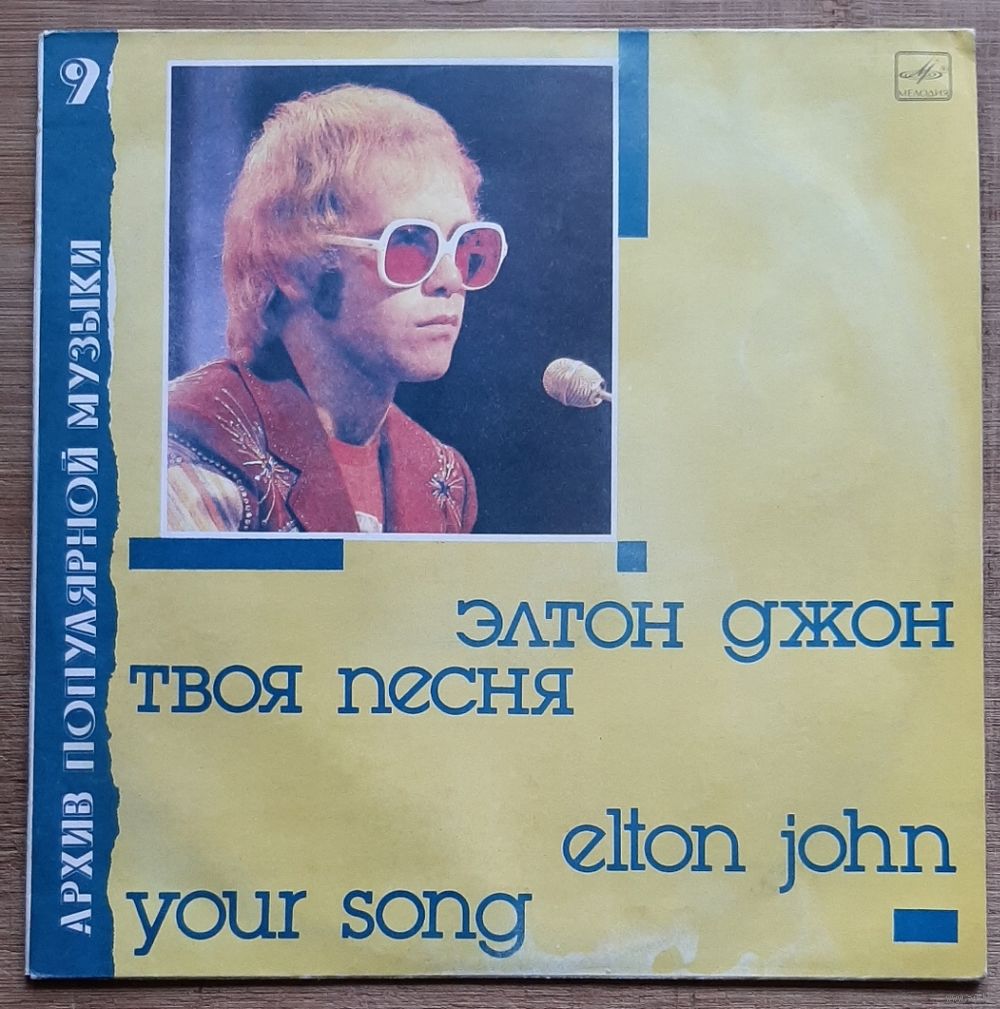 9
АРХИВ ПОПУЛЯРНОЙ МУЗЫКИ
МЕЛОДИЯ
элтон джон
твоя песня
elton john
your song